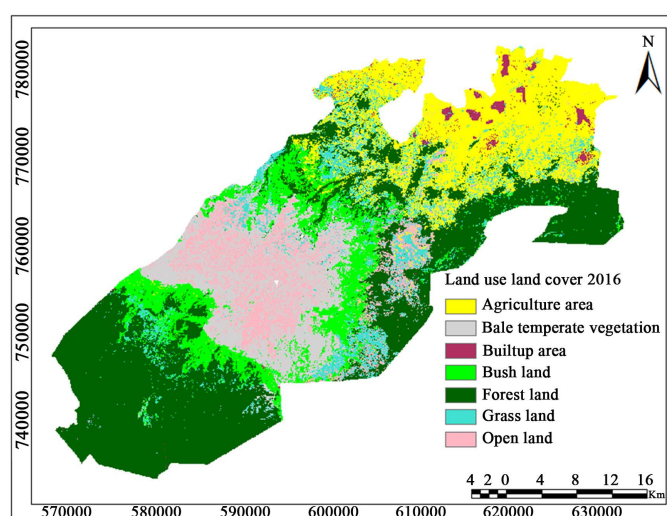 N
780000
770000
760000
750000
740000
Land use land cover 2016
Agriculture area
Bale temperate vegetation
Builtup area
Bush land
Forest land
Grass land
Open land
4 2 0 4 8 12 16
Km
570000 580000 590000 600000 610000 620000 630000